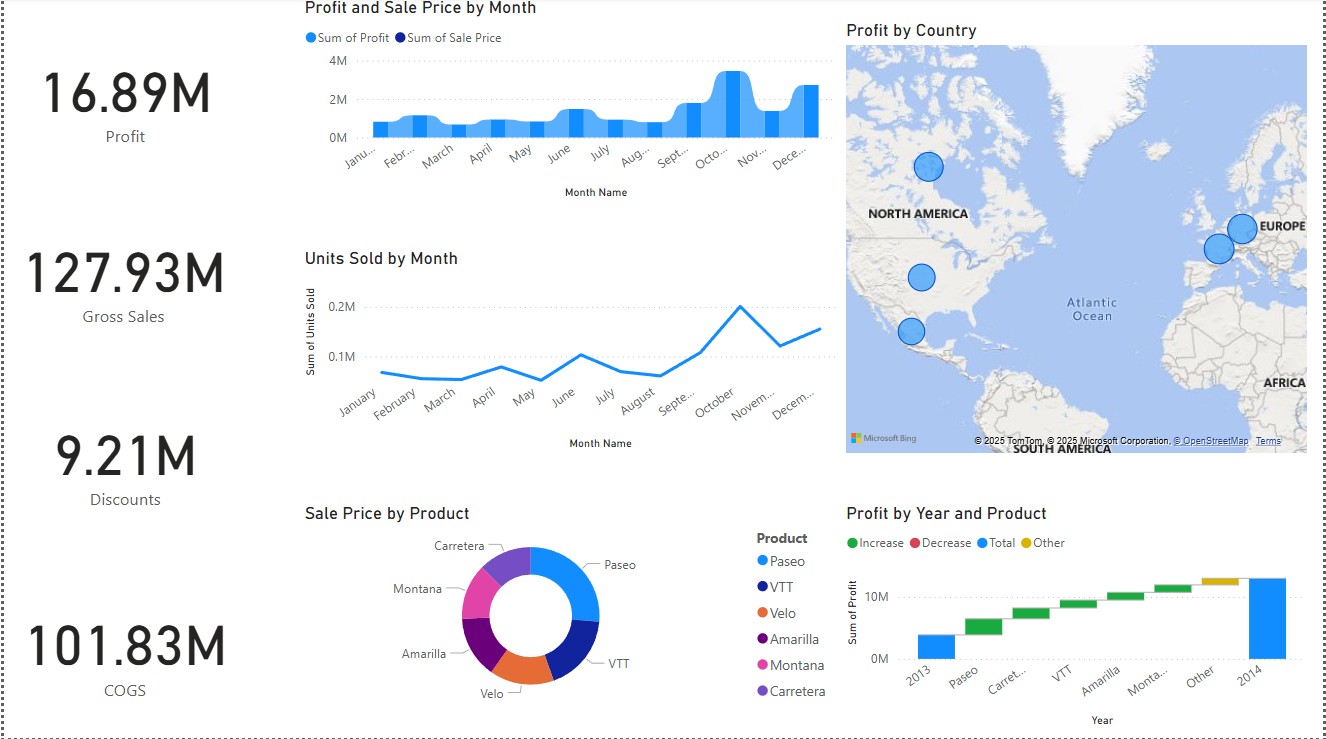 16.89M
Profit
127.93M
Gross Sales
9.21M
Discounts
101.83M
COGS
Profit and Sale Price by Month
Sum of Profit Sum of Sale Price
4M
2M
0M
Janu... Febr... March April May June July Aug... Sept... Octo... Nov... Dece...
Month Name
Units Sold by Month
Sum of Units Sold
0.2M
0.1M
January February March April May June July August Septe... October Novem... Decem...
Month Name
Sale Price by Product
Carretera
Paseo
Montana
Amarilla
VTT
Velo
Product
Paseo
VTT
Velo
Amarilla
Montana
Carretera
Profit by Country
NORTH AMERICA
EUROPE
Atlantic
Ocean
AFRICA
SOUTH AMERICA
Microsoft Bing
© 2025 TomTom, © 2025 Microsoft Corporation, © OpenStreetMap Terms
Profit by Year and Product
Increase Decrease Total Other
Sum of Profit
10M
0M
2013 Paseo Carret... VTT Amarilla Monta... Other 2014
Year